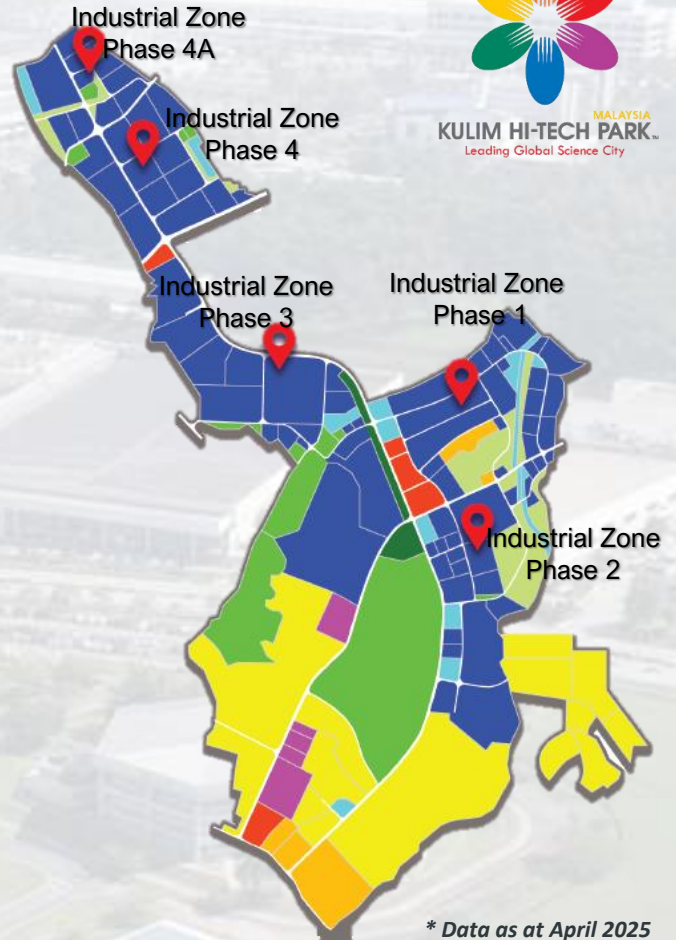 Industrial Zone
Phase 4A
MALAYSIA
KULIM HI-TECH PARK
Leading Global Science City
Industrial Zone
Phase 4
Industrial Zone
Phase 3
Industrial Zone
Phase 1
Industrial Zone
Phase 2
* Data as at April 2025